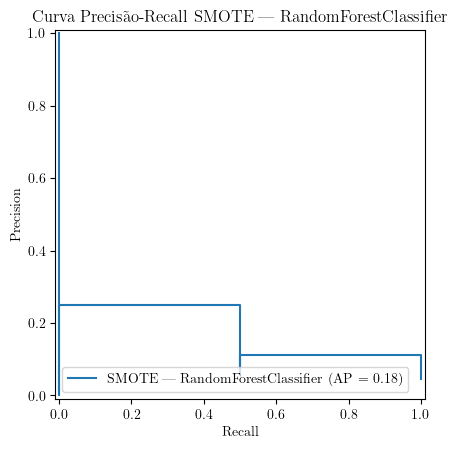 Curva Precisão-Recall SMOTE — RandomForestClassifier
1.0
0.8
0.6
0.4
0.2
0.0
Precision
SMOTE — RandomForestClassifier (AP = 0.18)
0.0 0.2 0.4 0.6 0.8 1.0
Recall